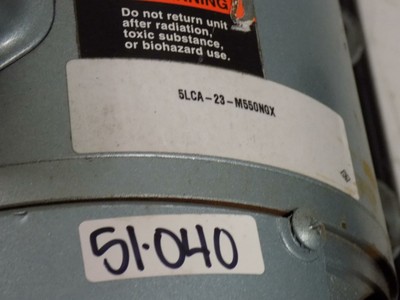 Do not return unit
after radiation,
toxic substance,
or biohazard use.
5LCA-23-M550NGX
51-040